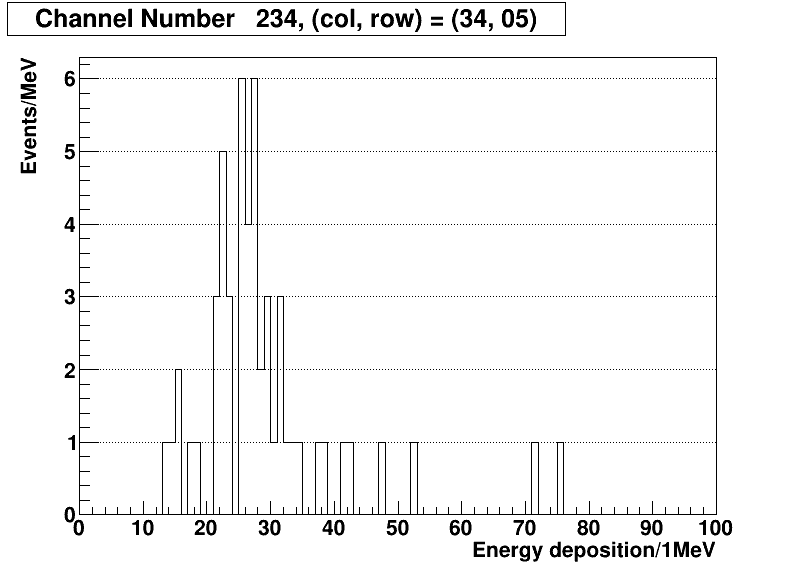 Channel Number 234, (col, row) = (34, 05)
Events/MeV
6
5
4
3
2
1
0
0 10 20 30 40 50 60 70 80 90 100
Energy deposition/1MeV